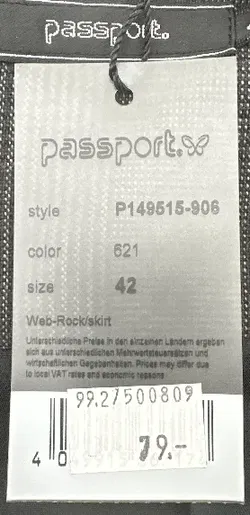 passport.
passport.
style P149515-906
color 621
size 42
Web-Rock/skirt
Unterschiedliche Preise in den einzelnen Ländern ergeben
sich aus unterschiedlichen Mehrwertsteuersätzen und
wirtschaftlichen Gegebenheiten. Prices may differ due
to local VAT rates and economic reasons
99.2/500809
79.-
4 0